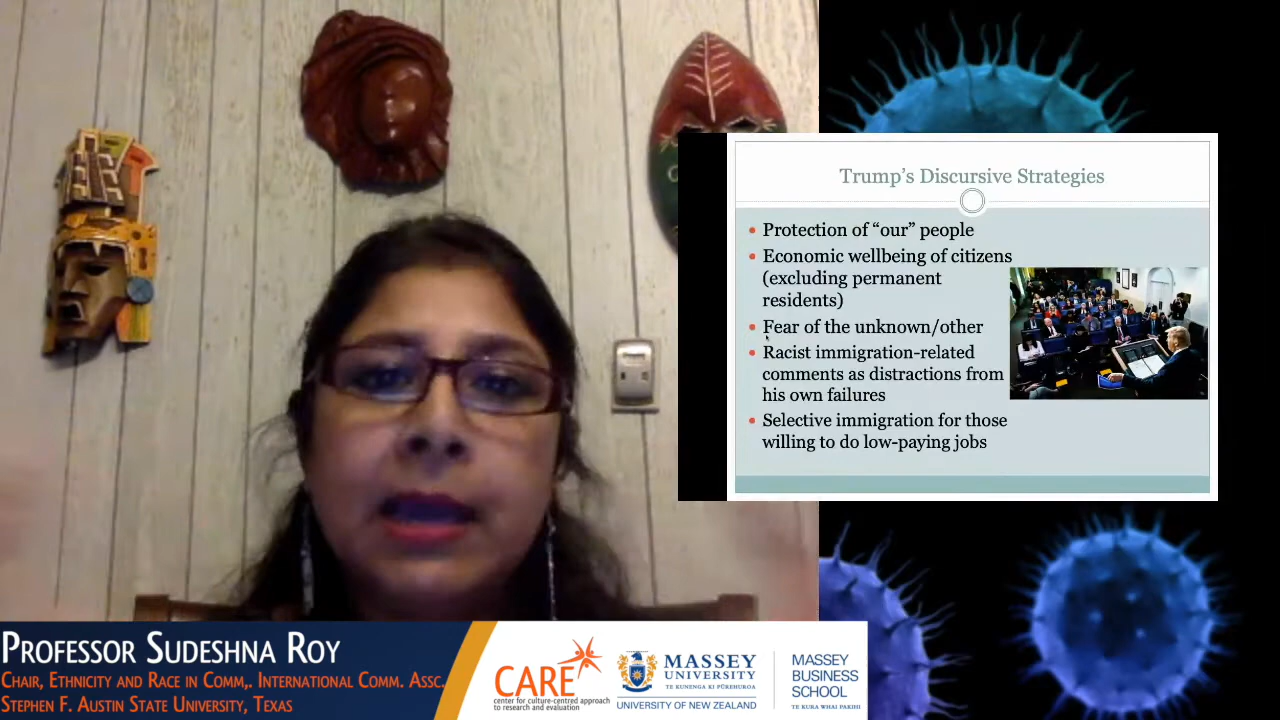 Trump's Discursive Strategies
• Protection of “our” people
• Economic wellbeing of citizens
(excluding permanent
residents)
• Fear of the unknown/other
• Racist immigration-related
comments as distractions from
his own failures
• Selective immigration for those
willing to do low-paying jobs
PROFESSOR SUDESHNA ROY
CHAIR, ETHNICITY AND RACE IN COMM,. INTERNATIONAL COMM. ASSC.
STEPHEN F. AUSTIN STATE UNIVERSITY, TEXAS
CARE
center for culture-centred approach
to research and evaluation
MASSEY
UNIVERSITY
TE KUNENGA KI PŪREHUROA
UNIVERSITY OF NEW ZEALAND
MASSEY
BUSINESS
SCHOOL
TE KURA WHAI PAKIHI